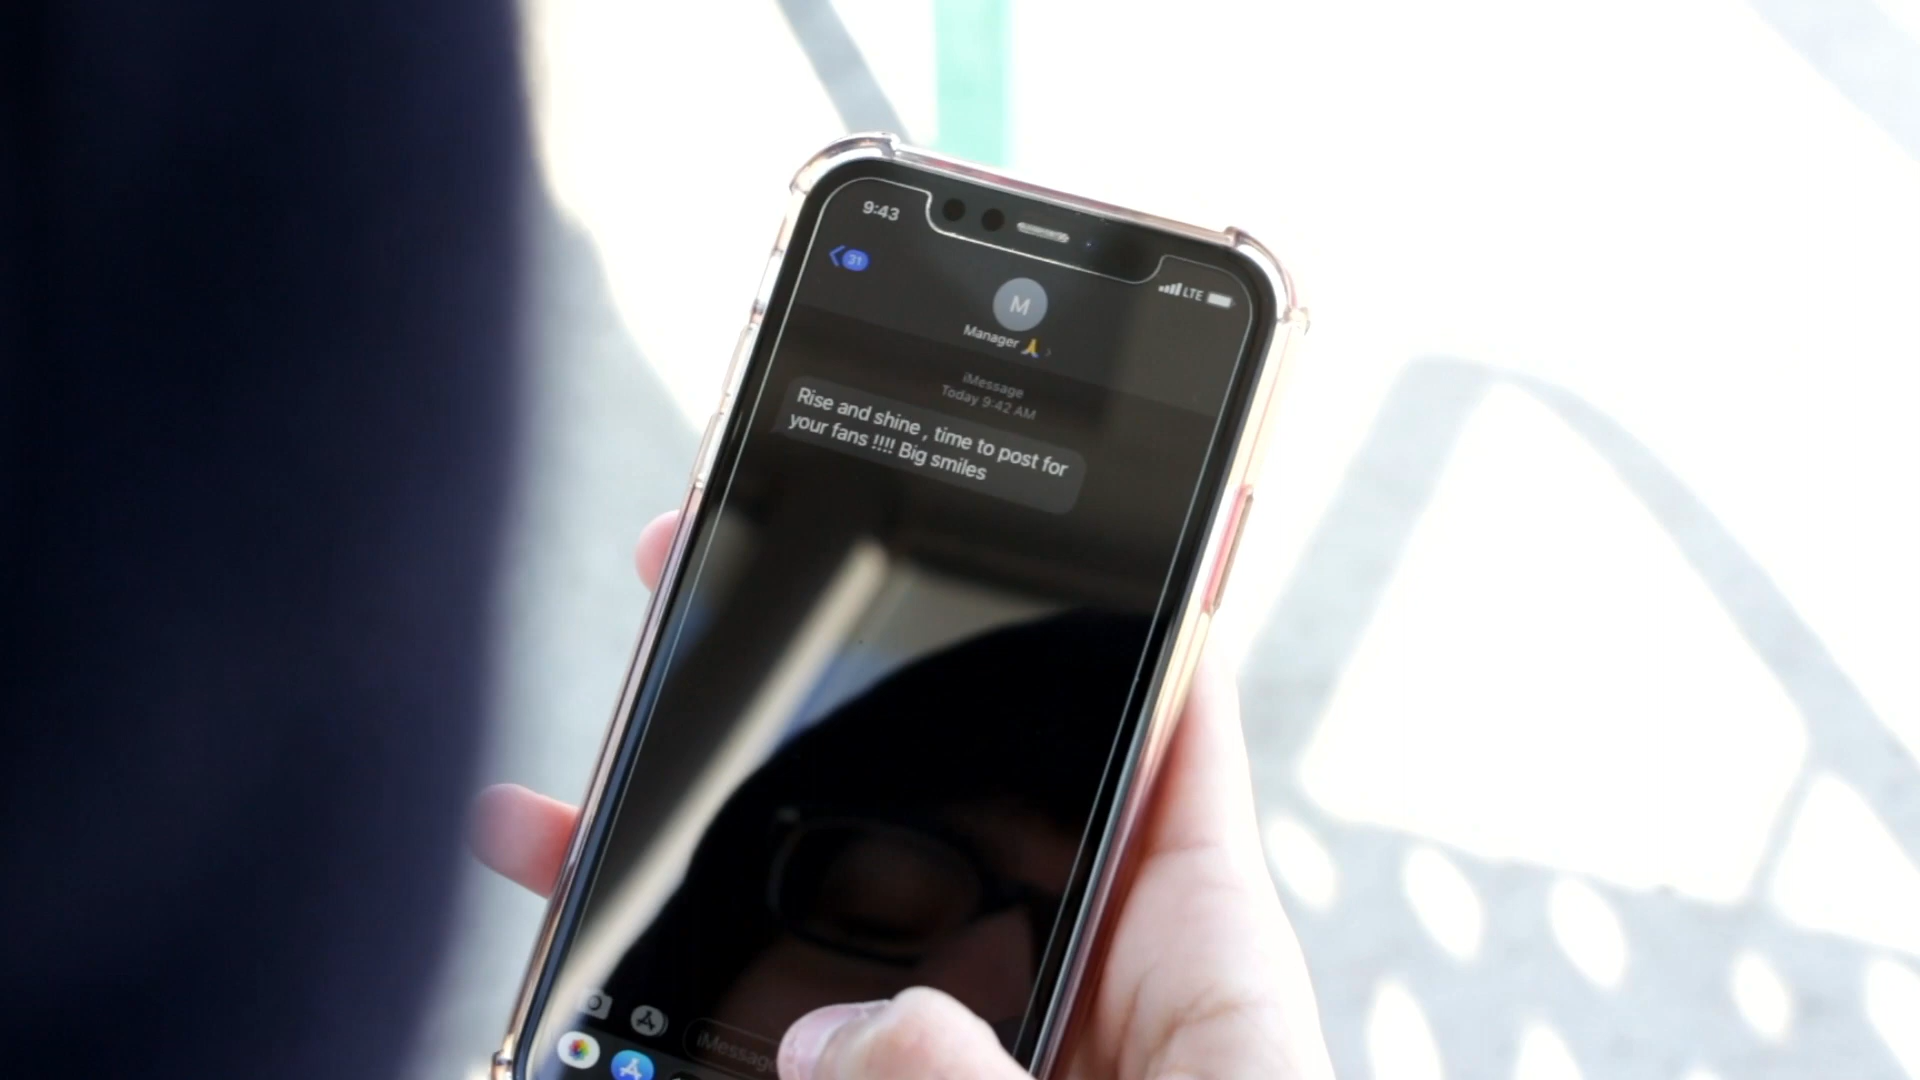 9:43
LTE
31
M
Manager 🙏 >
iMessage
Today 9:42 AM
Rise and shine , time to post for
your fans !!!! Big smiles
iMessage